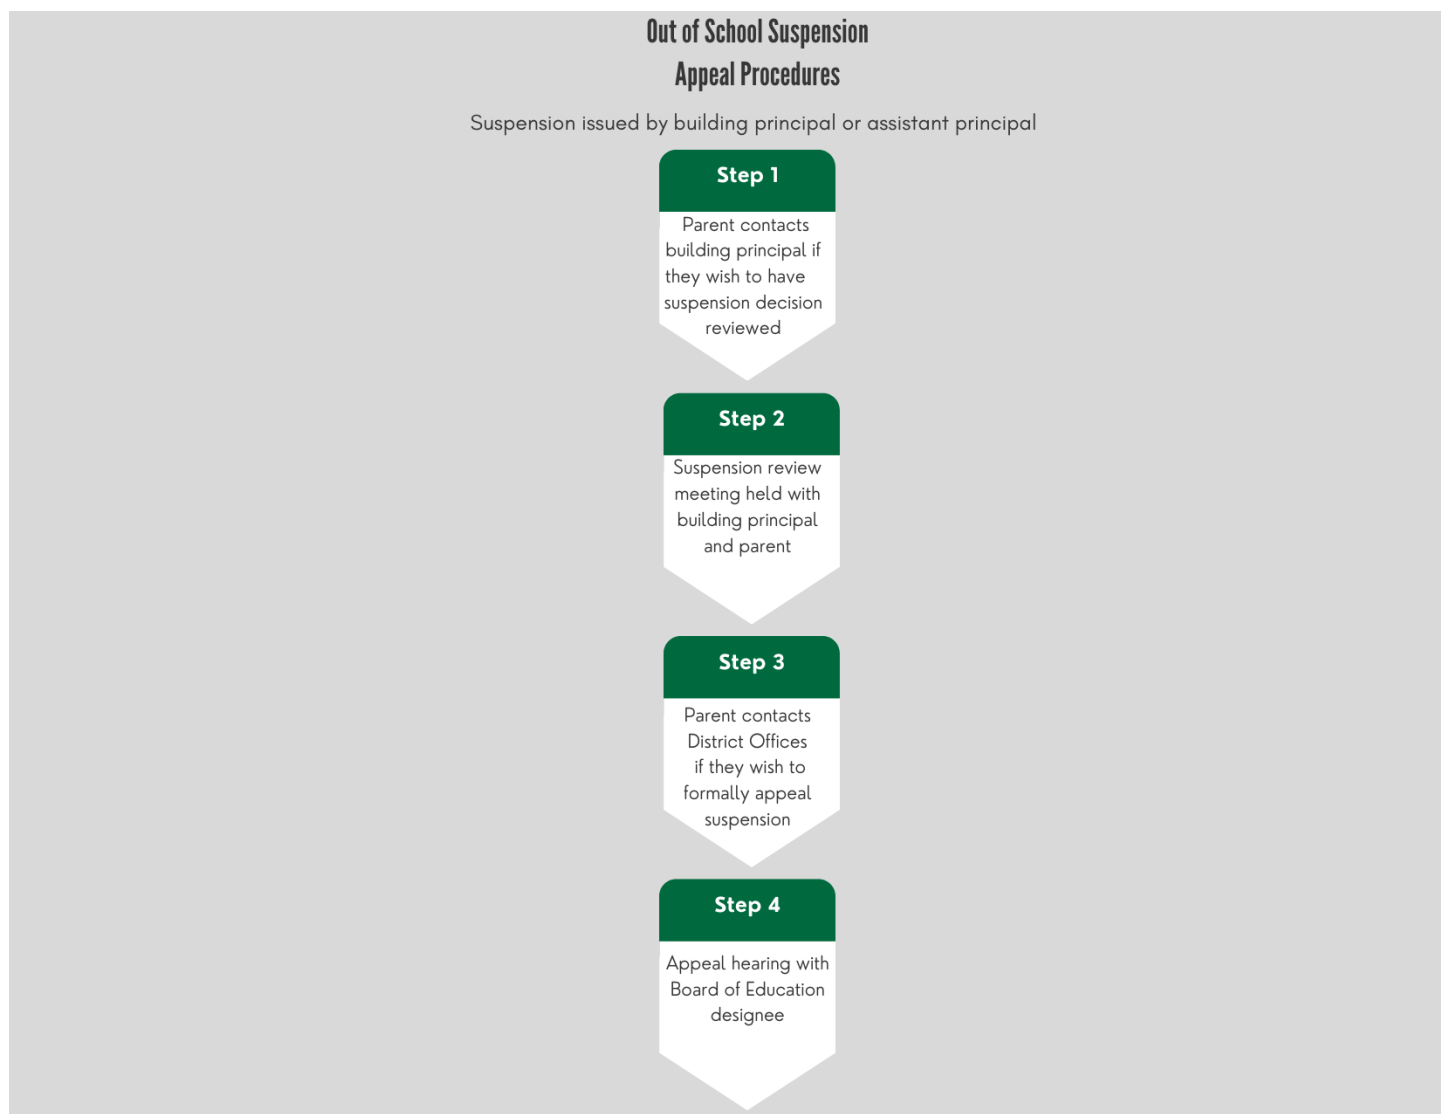 Out of School Suspension
Appeal Procedures
Suspension issued by building principal or assistant principal
Step 1
Parent contacts
building principal if
they wish to have
suspension decision
reviewed
Step 2
Suspension review
meeting held with
building principal
and parent
Step 3
Parent contacts
District Offices
if they wish to
formally appeal
suspension
Step 4
Appeal hearing with
Board of Education
designee